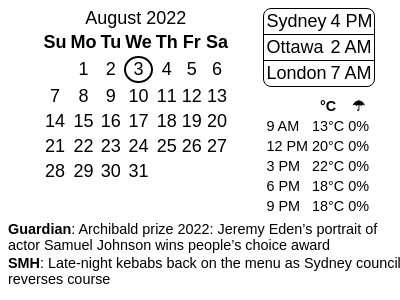 August 2022
Su Mo Tu We Th Fr Sa
1 2 3 4 5 6
7 8 9 10 11 12 13
14 15 16 17 18 19 20
21 22 23 24 25 26 27
28 29 30 31
Sydney 4 PM
Ottawa 2 AM
London 7 AM
°C ☂
9 AM 13°C 0%
12 PM 20°C 0%
3 PM 22°C 0%
6 PM 18°C 0%
9 PM 18°C 0%
Guardian: Archibald prize 2022: Jeremy Eden’s portrait of
actor Samuel Johnson wins people’s choice award
SMH: Late-night kebabs back on the menu as Sydney council
reverses course